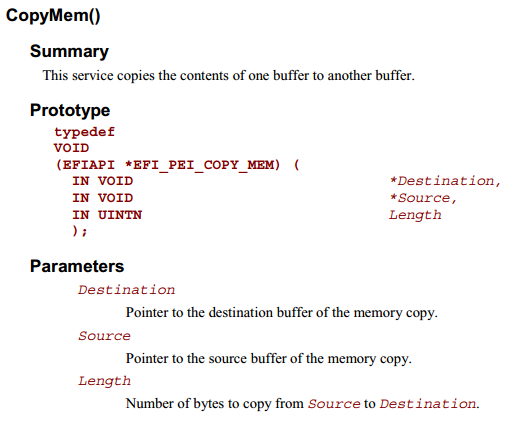 CopyMem()
Summary
This service copies the contents of one buffer to another buffer.
Prototype
typedef
VOID
(EFIAPI *EFI_PEI_COPY_MEM) (
IN VOID *Destination,
IN VOID *Source,
IN UINTN Length
);
Parameters
Destination
Pointer to the destination buffer of the memory copy.
Source
Pointer to the source buffer of the memory copy.
Length
Number of bytes to copy from Source to Destination.